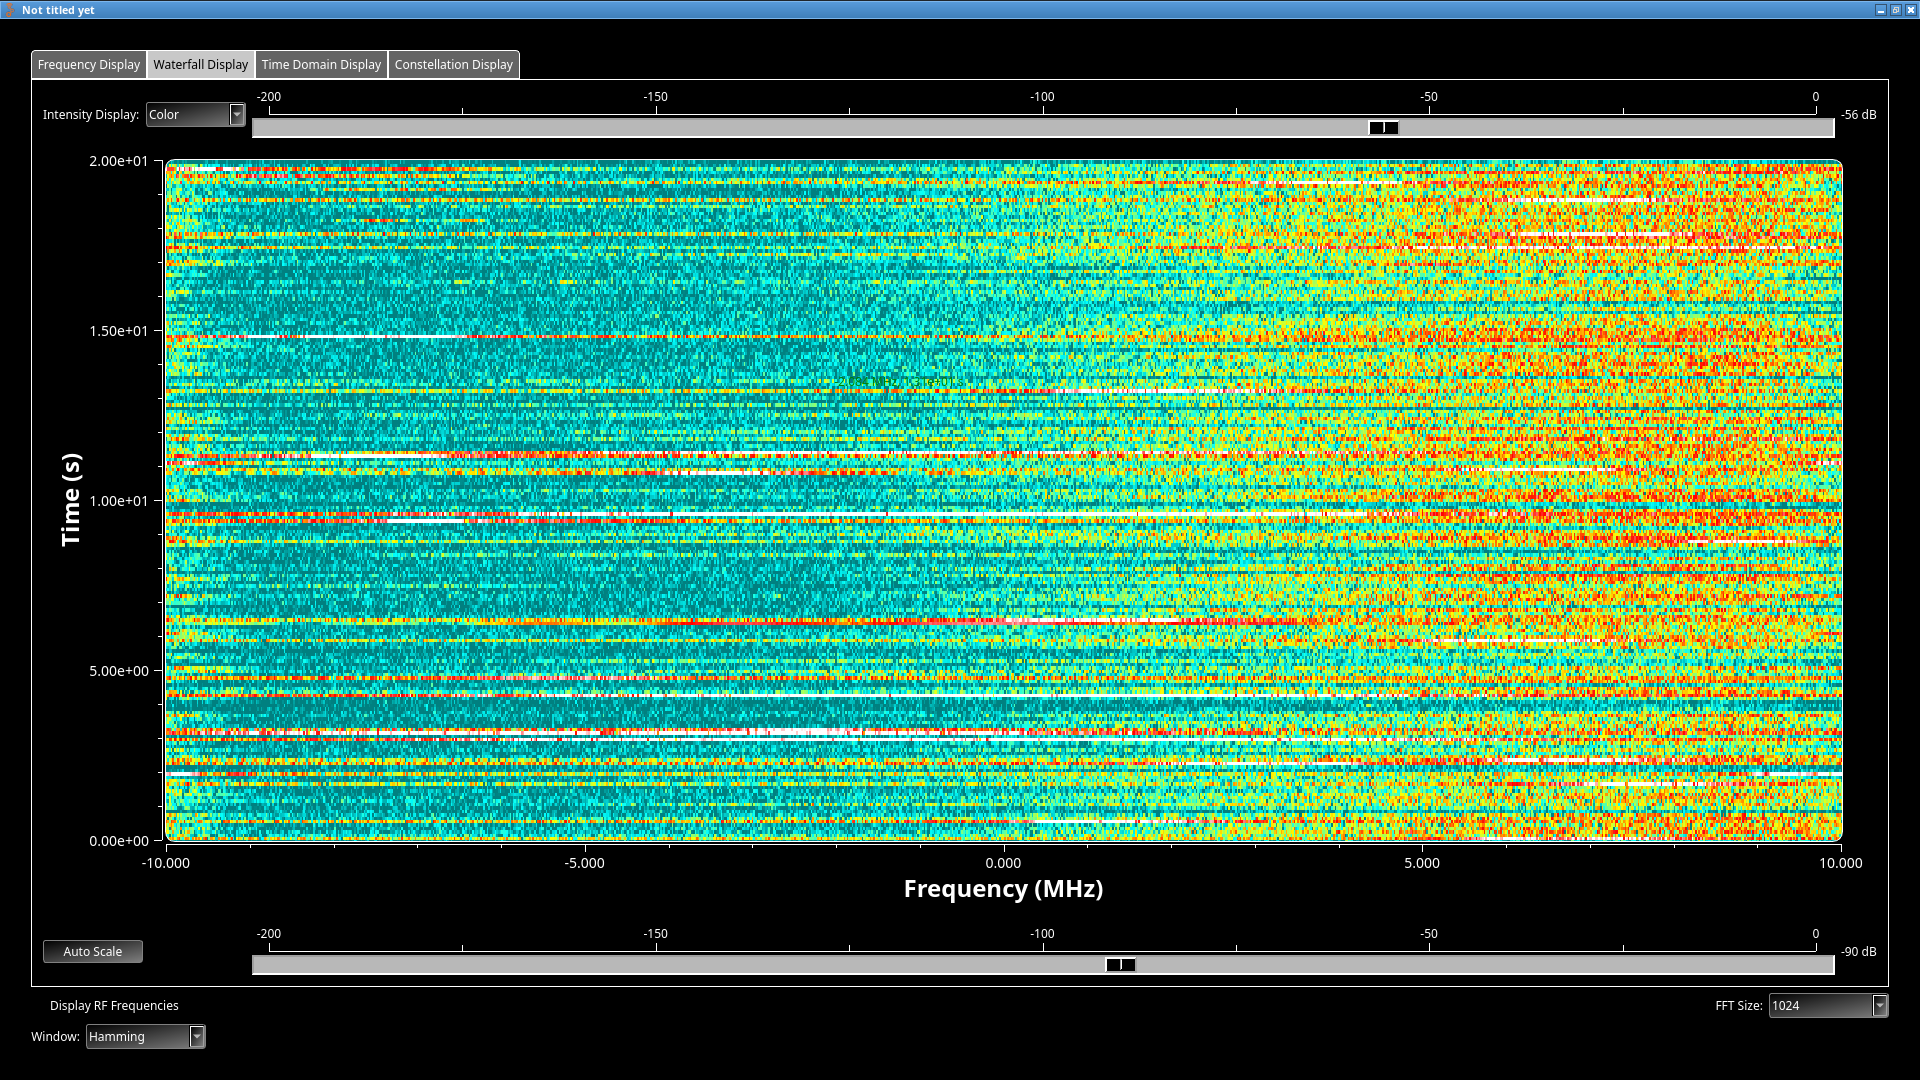 Not titled yet
Frequency Display
Waterfall Display
Time Domain Display
Constellation Display
-200 -150 -100 -50 0
Intensity Display: Color
-56 dB
2.00e+01
1.50e+01
1.00e+01
5.00e+00
0.00e+00
Time (s)
-10.000 -5.000 0.000 5.000 10.000
Frequency (MHz)
-200 -150 -100 -50 0
Auto Scale
-90 dB
Display RF Frequencies
FFT Size: 1024
Window: Hamming